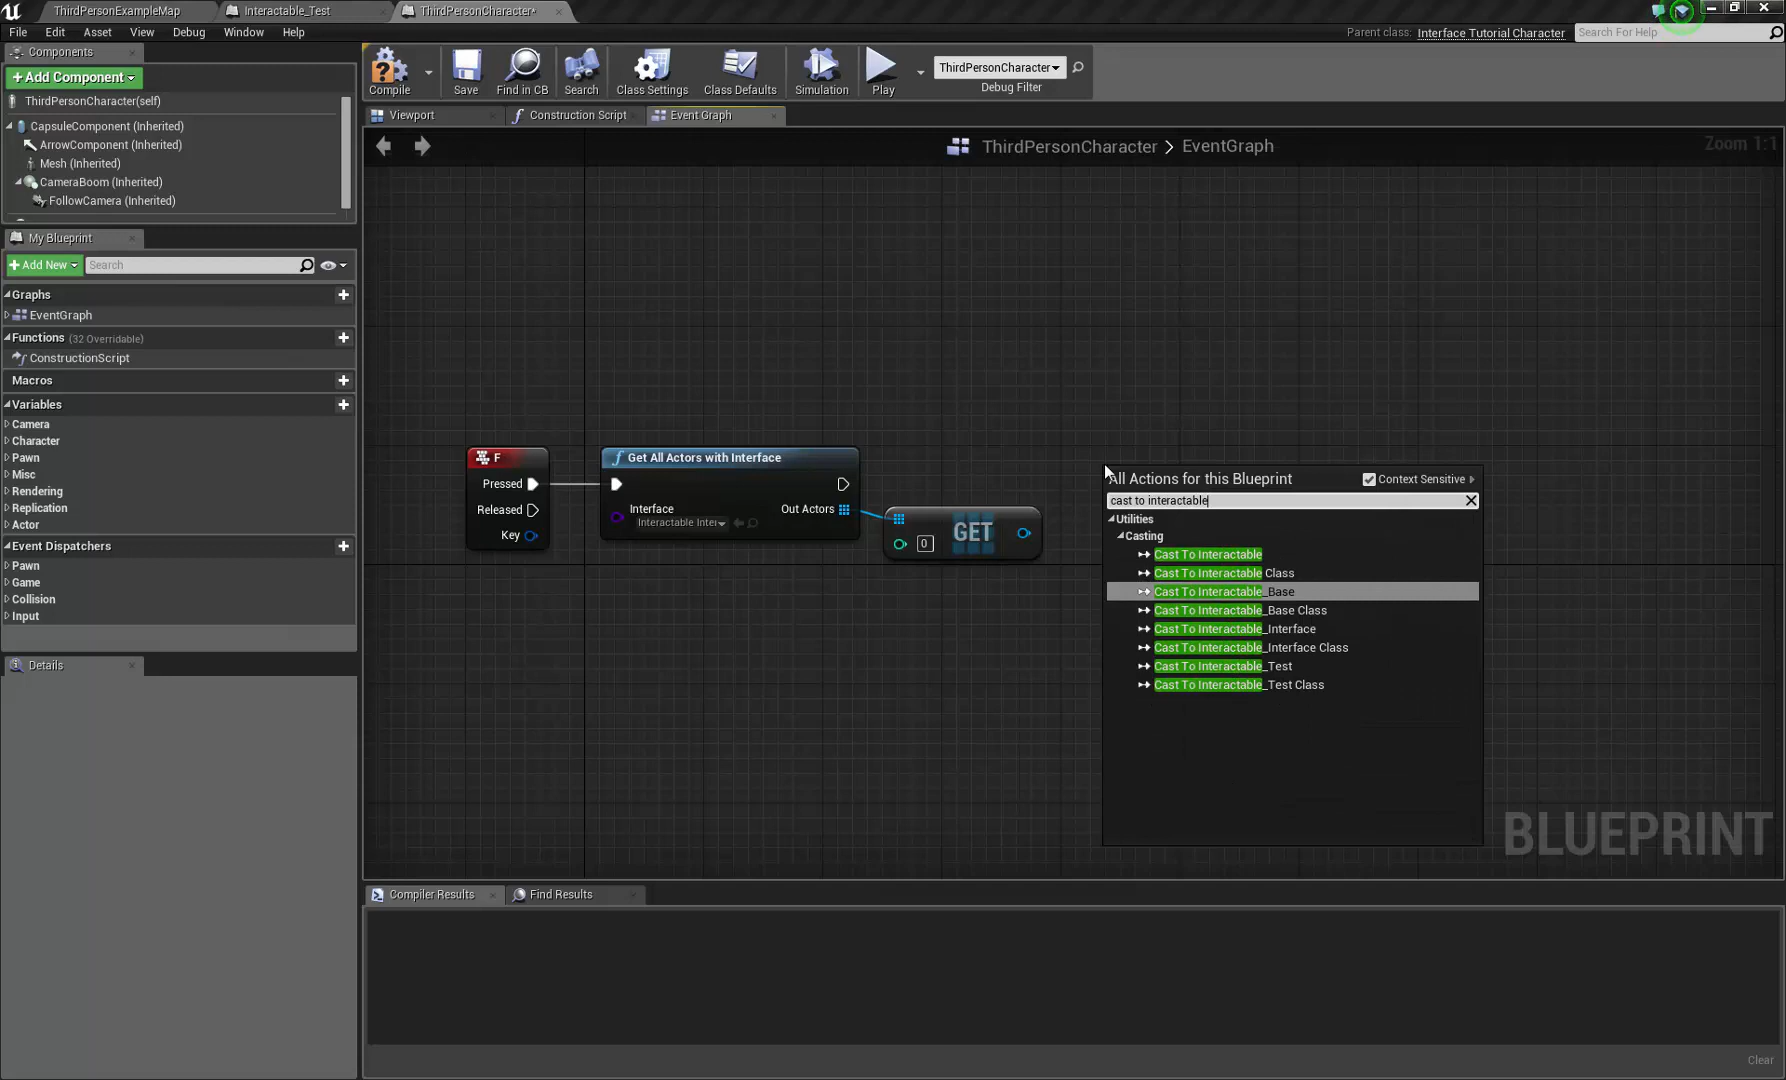 ThirdPersonExampleMap
Interactable_Test
ThirdPersonCharacter*
File Edit Asset View Debug Window Help
Parent class: Interface Tutorial Character
Search For Help
Components
+Add Component
ThirdPersonCharacter(self)
CapsuleComponent (Inherited)
ArrowComponent (Inherited)
Mesh (Inherited)
CameraBoom (Inherited)
FollowCamera (Inherited)
My Blueprint
+Add New
Search
Graphs
EventGraph
Functions (32 Overridable)
ConstructionScript
Macros
Variables
Camera
Character
Pawn
Misc
Rendering
Replication
Actor
Event Dispatchers
Pawn
Game
Collision
Input
Details
Compile
Save
Find in CB
Search
Class Settings
Class Defaults
Simulation
Play
ThirdPersonCharacter
Debug Filter
Viewport
Construction Script
Event Graph
ThirdPersonCharacter > EventGraph
Zoom 1:1
F
Pressed
Released
Key
Get All Actors with Interface
Interface
Interactable Inter
Out Actors
0
GET
All Actions for this Blueprint
Context Sensitive
cast to interactable
Utilities
Casting
Cast To Interactable
Cast To Interactable Class
Cast To Interactable_Base
Cast To Interactable_Base Class
Cast To Interactable_Interface
Cast To Interactable_Interface Class
Cast To Interactable_Test
Cast To Interactable_Test Class
BLUEPRINT
Compiler Results
Find Results
Clear